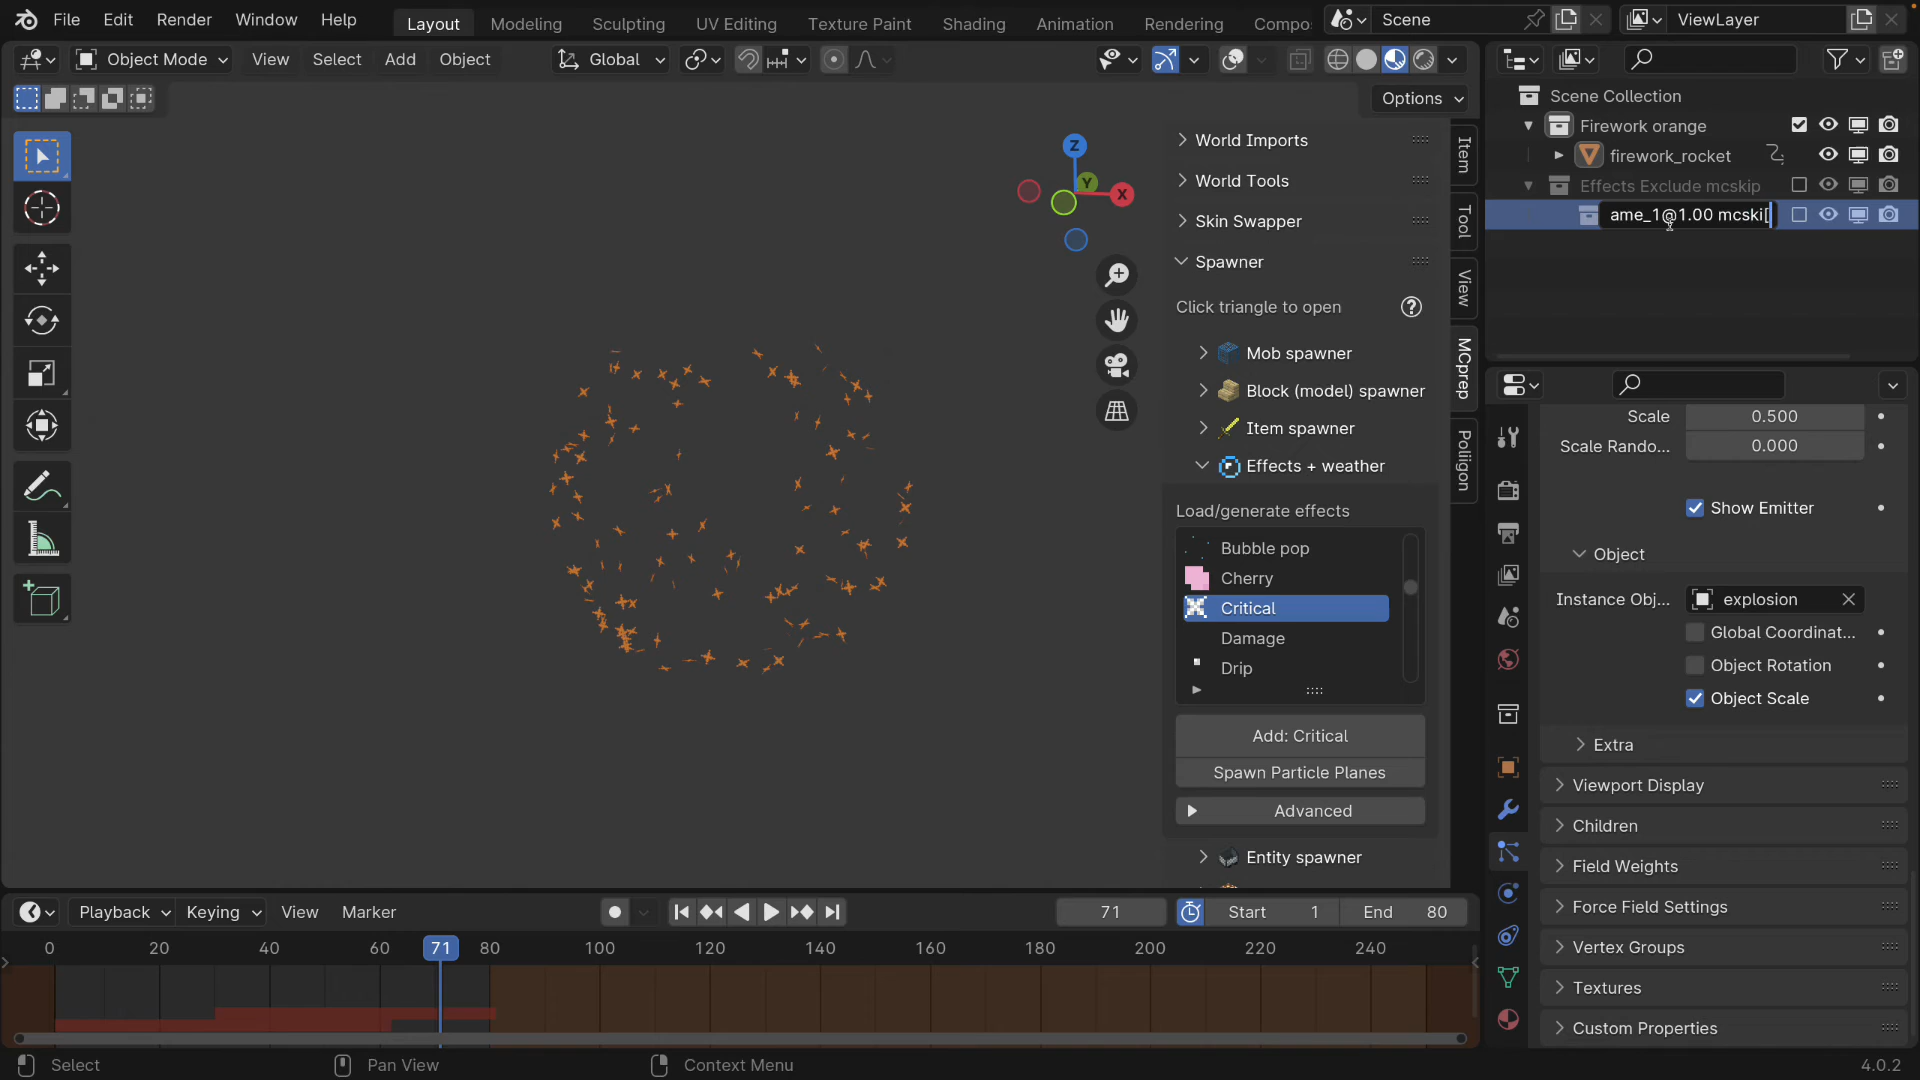 File Edit Render Window Help Layout Modeling Sculpting UV Editing Texture Paint Shading Animation Rendering Compo Scene ViewLayer
Object Mode View Select Add Object Global
Options
Scene Collection
Firework orange
firework_rocket
Effects Exclude mcskip
ame_1@1.00 mcski
Z
Y
X
World Imports
World Tools
Skin Swapper
Spawner
Click triangle to open
Mob spawner
Block (model) spawner
Item spawner
Effects + weather
Load/generate effects
Bubble pop
Cherry
Critical
Damage
Drip
Add: Critical
Spawn Particle Planes
Advanced
Entity spawner
Item
Tool
View
MCprep
Poliigon
Scale 0.500
Scale Rando... 0.000
Show Emitter
Object
Instance Obj... explosion
Global Coordinat...
Object Rotation
Object Scale
Extra
Viewport Display
Children
Field Weights
Force Field Settings
Vertex Groups
Textures
Custom Properties
Playback Keying View Marker 71 Start 1 End 80
0 20 40 60 71 80 100 120 140 160 180 200 220 240
Select Pan View Context Menu 4.0.2